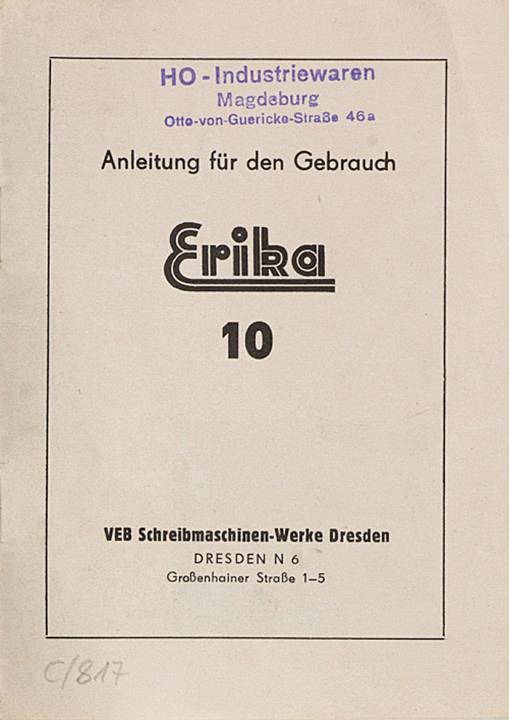 HO - Industriewaren
Magdeburg
Otto-von-Guericke-Straße 46a
Anleitung für den Gebrauch
Erika
10
VEB Schreibmaschinen-Werke Dresden
DRESDEN N 6
Großenhainer Straße 1–5
C/817